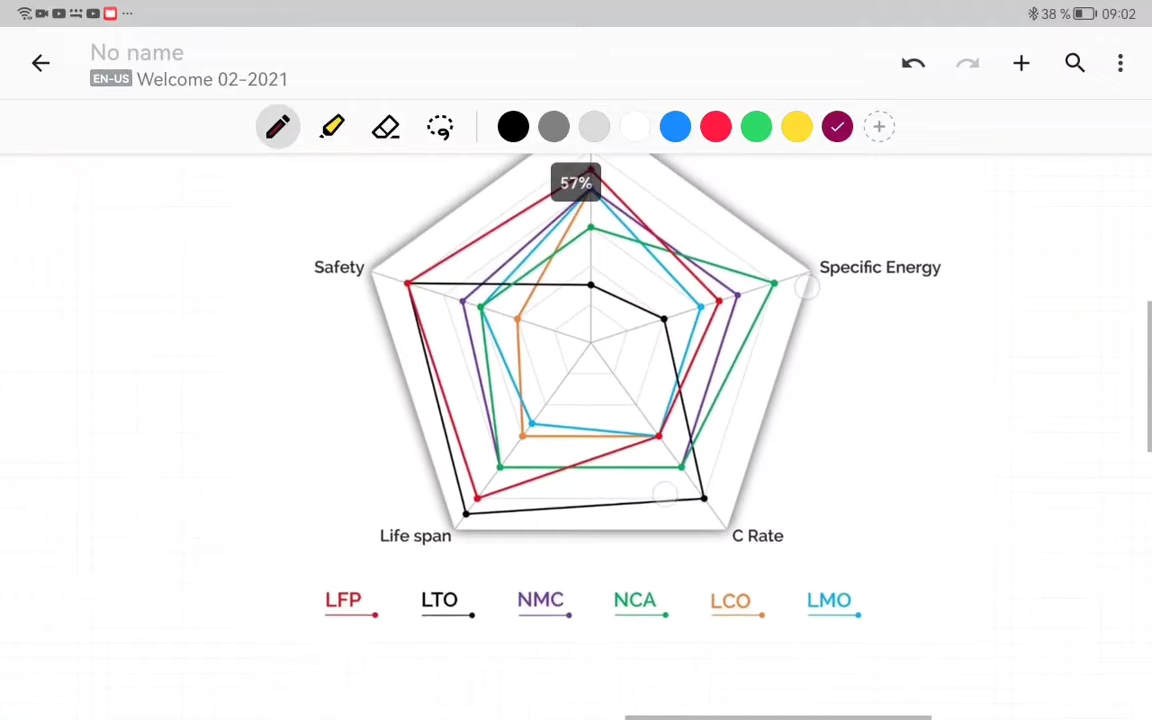 38 % 09:02
No name
EN-US Welcome 02-2021
57%
Safety
Specific Energy
Life span
C Rate
LFP LTO NMC NCA LCO LMO